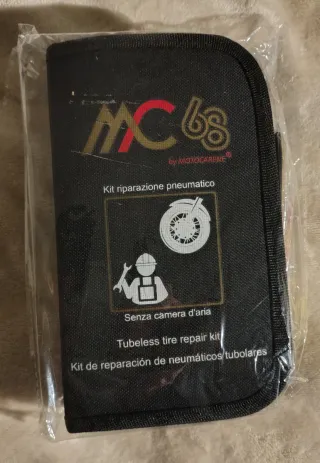 MC 68
by MOTOCARENE®
Kit riparazione pneumatico
Senza camera d'aria
Tubeless tire repair kit
Kit de reparación de neumáticos tubolares